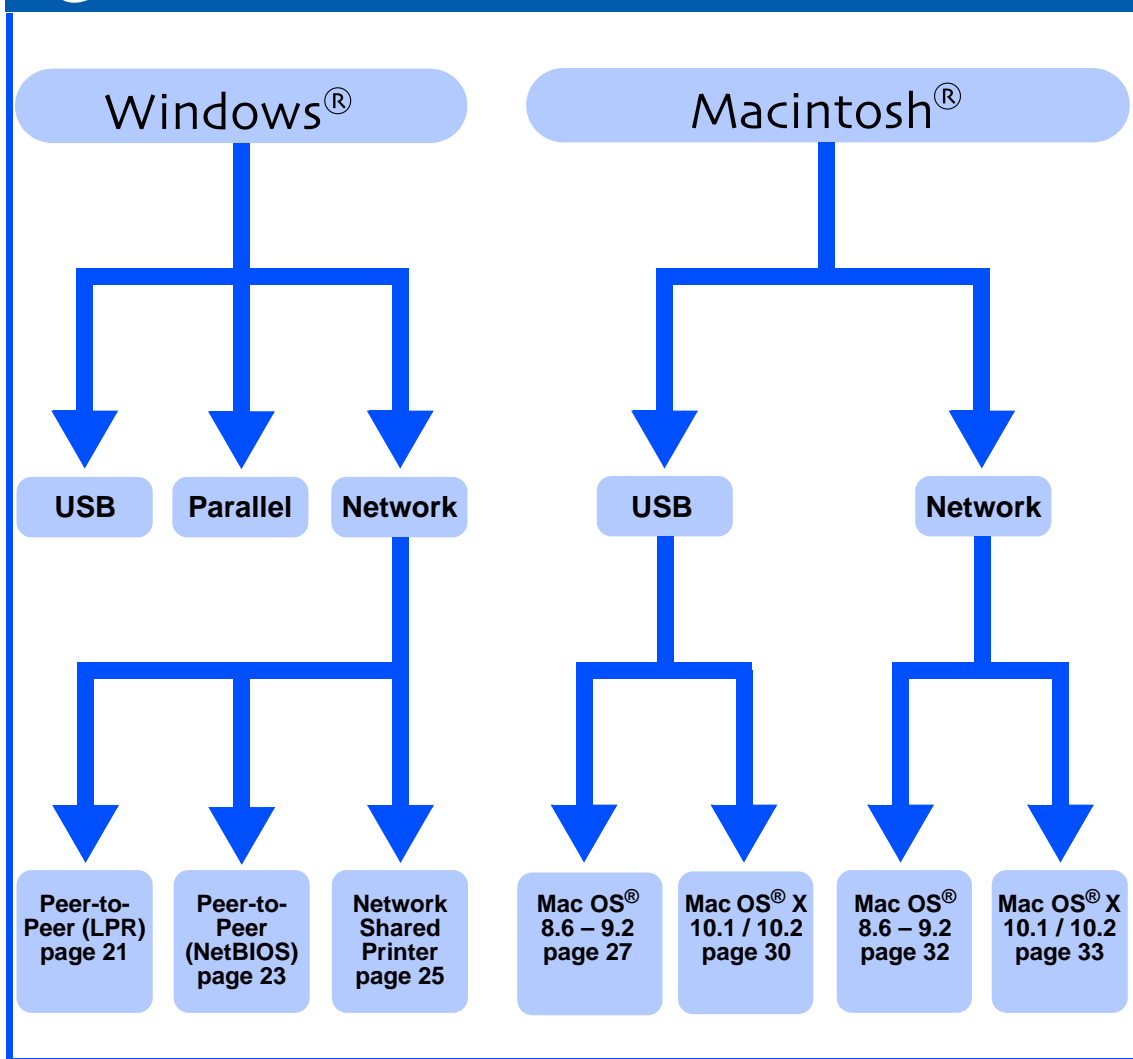 Windows®
Macintosh®
USB
Parallel
Network
USB
Network
Peer-to-
Peer (LPR)
page 21
Peer-to-
Peer
(NetBIOS)
page 23
Network
Shared
Printer
page 25
Mac OS®
8.6 – 9.2
page 27
Mac OS® X
10.1 / 10.2
page 30
Mac OS®
8.6 – 9.2
page 32
Mac OS® X
10.1 / 10.2
page 33